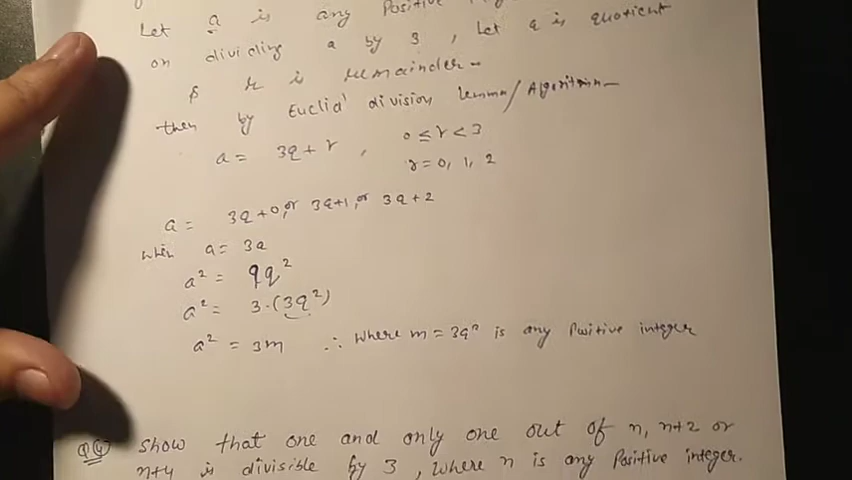 Let a is any Positive
on dividing a by 3, Let q is quotient
& r is remainder.
then by Euclid' division lemma/Algorithm
a = 3q + r , 0 ≤ r < 3
r = 0, 1, 2
a = 3q + 0, or 3q+1, or 3q + 2
when a = 3q
a² = 9q²
a² = 3.(3q²)
a² = 3m ∴ where m = 3q² is any Positive integer
Q4 Show that one and only one out of n, n+2 or
n+4 is divisible by 3, where n is any Positive integer.